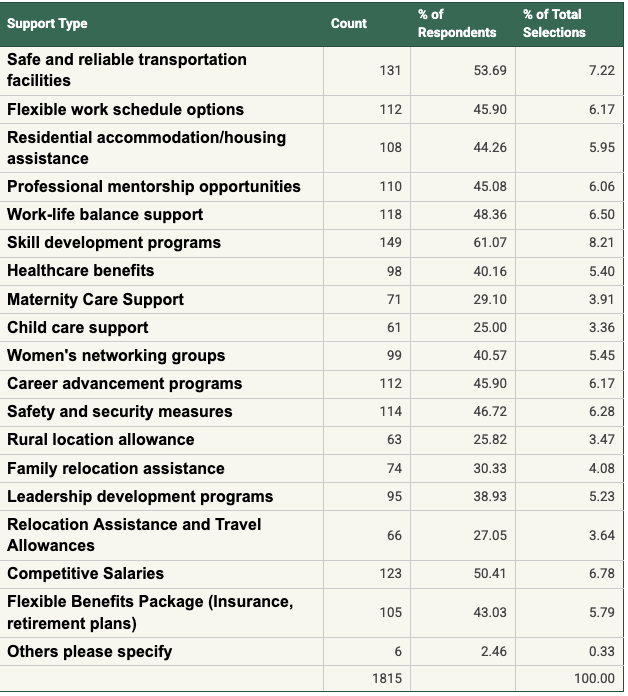 Support Type Count % of Respondents % of Total Selections
Safe and reliable transportation facilities 131 53.69 7.22
Flexible work schedule options 112 45.90 6.17
Residential accommodation/housing assistance 108 44.26 5.95
Professional mentorship opportunities 110 45.08 6.06
Work-life balance support 118 48.36 6.50
Skill development programs 149 61.07 8.21
Healthcare benefits 98 40.16 5.40
Maternity Care Support 71 29.10 3.91
Child care support 61 25.00 3.36
Women's networking groups 99 40.57 5.45
Career advancement programs 112 45.90 6.17
Safety and security measures 114 46.72 6.28
Rural location allowance 63 25.82 3.47
Family relocation assistance 74 30.33 4.08
Leadership development programs 95 38.93 5.23
Relocation Assistance and Travel Allowances 66 27.05 3.64
Competitive Salaries 123 50.41 6.78
Flexible Benefits Package (Insurance, retirement plans) 105 43.03 5.79
Others please specify 6 2.46 0.33
1815 100.00